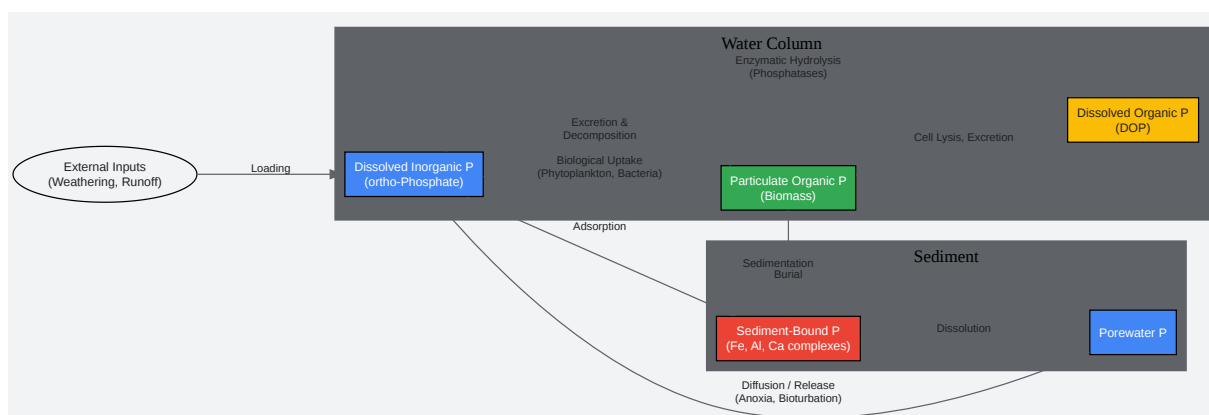 Water Column
Enzymatic Hydrolysis
(Phosphatases)
Dissolved Organic P
(DOP)
Excretion &
Decomposition
Cell Lysis, Excretion
External Inputs
(Weathering, Runoff)
Loading
Dissolved Inorganic P
(ortho-Phosphate)
Biological Uptake
(Phytoplankton, Bacteria)
Particulate Organic P
(Biomass)
Adsorption
Sediment
Sedimentation
Burial
Sediment-Bound P
(Fe, Al, Ca complexes)
Dissolution
Porewater P
Diffusion / Release
(Anoxia, Bioturbation)